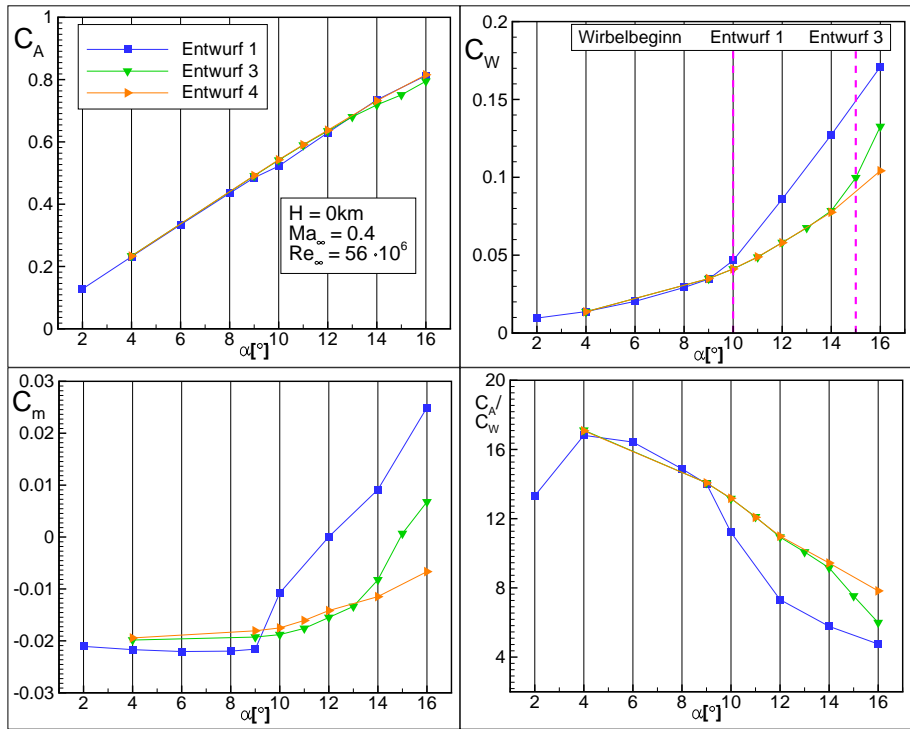 1
C_A
0.8
0.6
0.4
0.2
0
Entwurf 1
Entwurf 3
Entwurf 4
H = 0km
Ma∞ = 0.4
Re∞ = 56 ·10⁶
2 4 6 8 10 12 14 16
α[°]
0.2
C_W
0.15
0.1
0.05
0
Wirbelbeginn Entwurf 1 Entwurf 3
2 4 6 8 10 12 14 16
α[°]
0.03
C_m
0.02
0.01
0
-0.01
-0.02
-0.03
2 4 6 8 10 12 14 16
α[°]
20
C_A/
C_W
16
12
8
4
2 4 6 8 10 12 14 16
α[°]